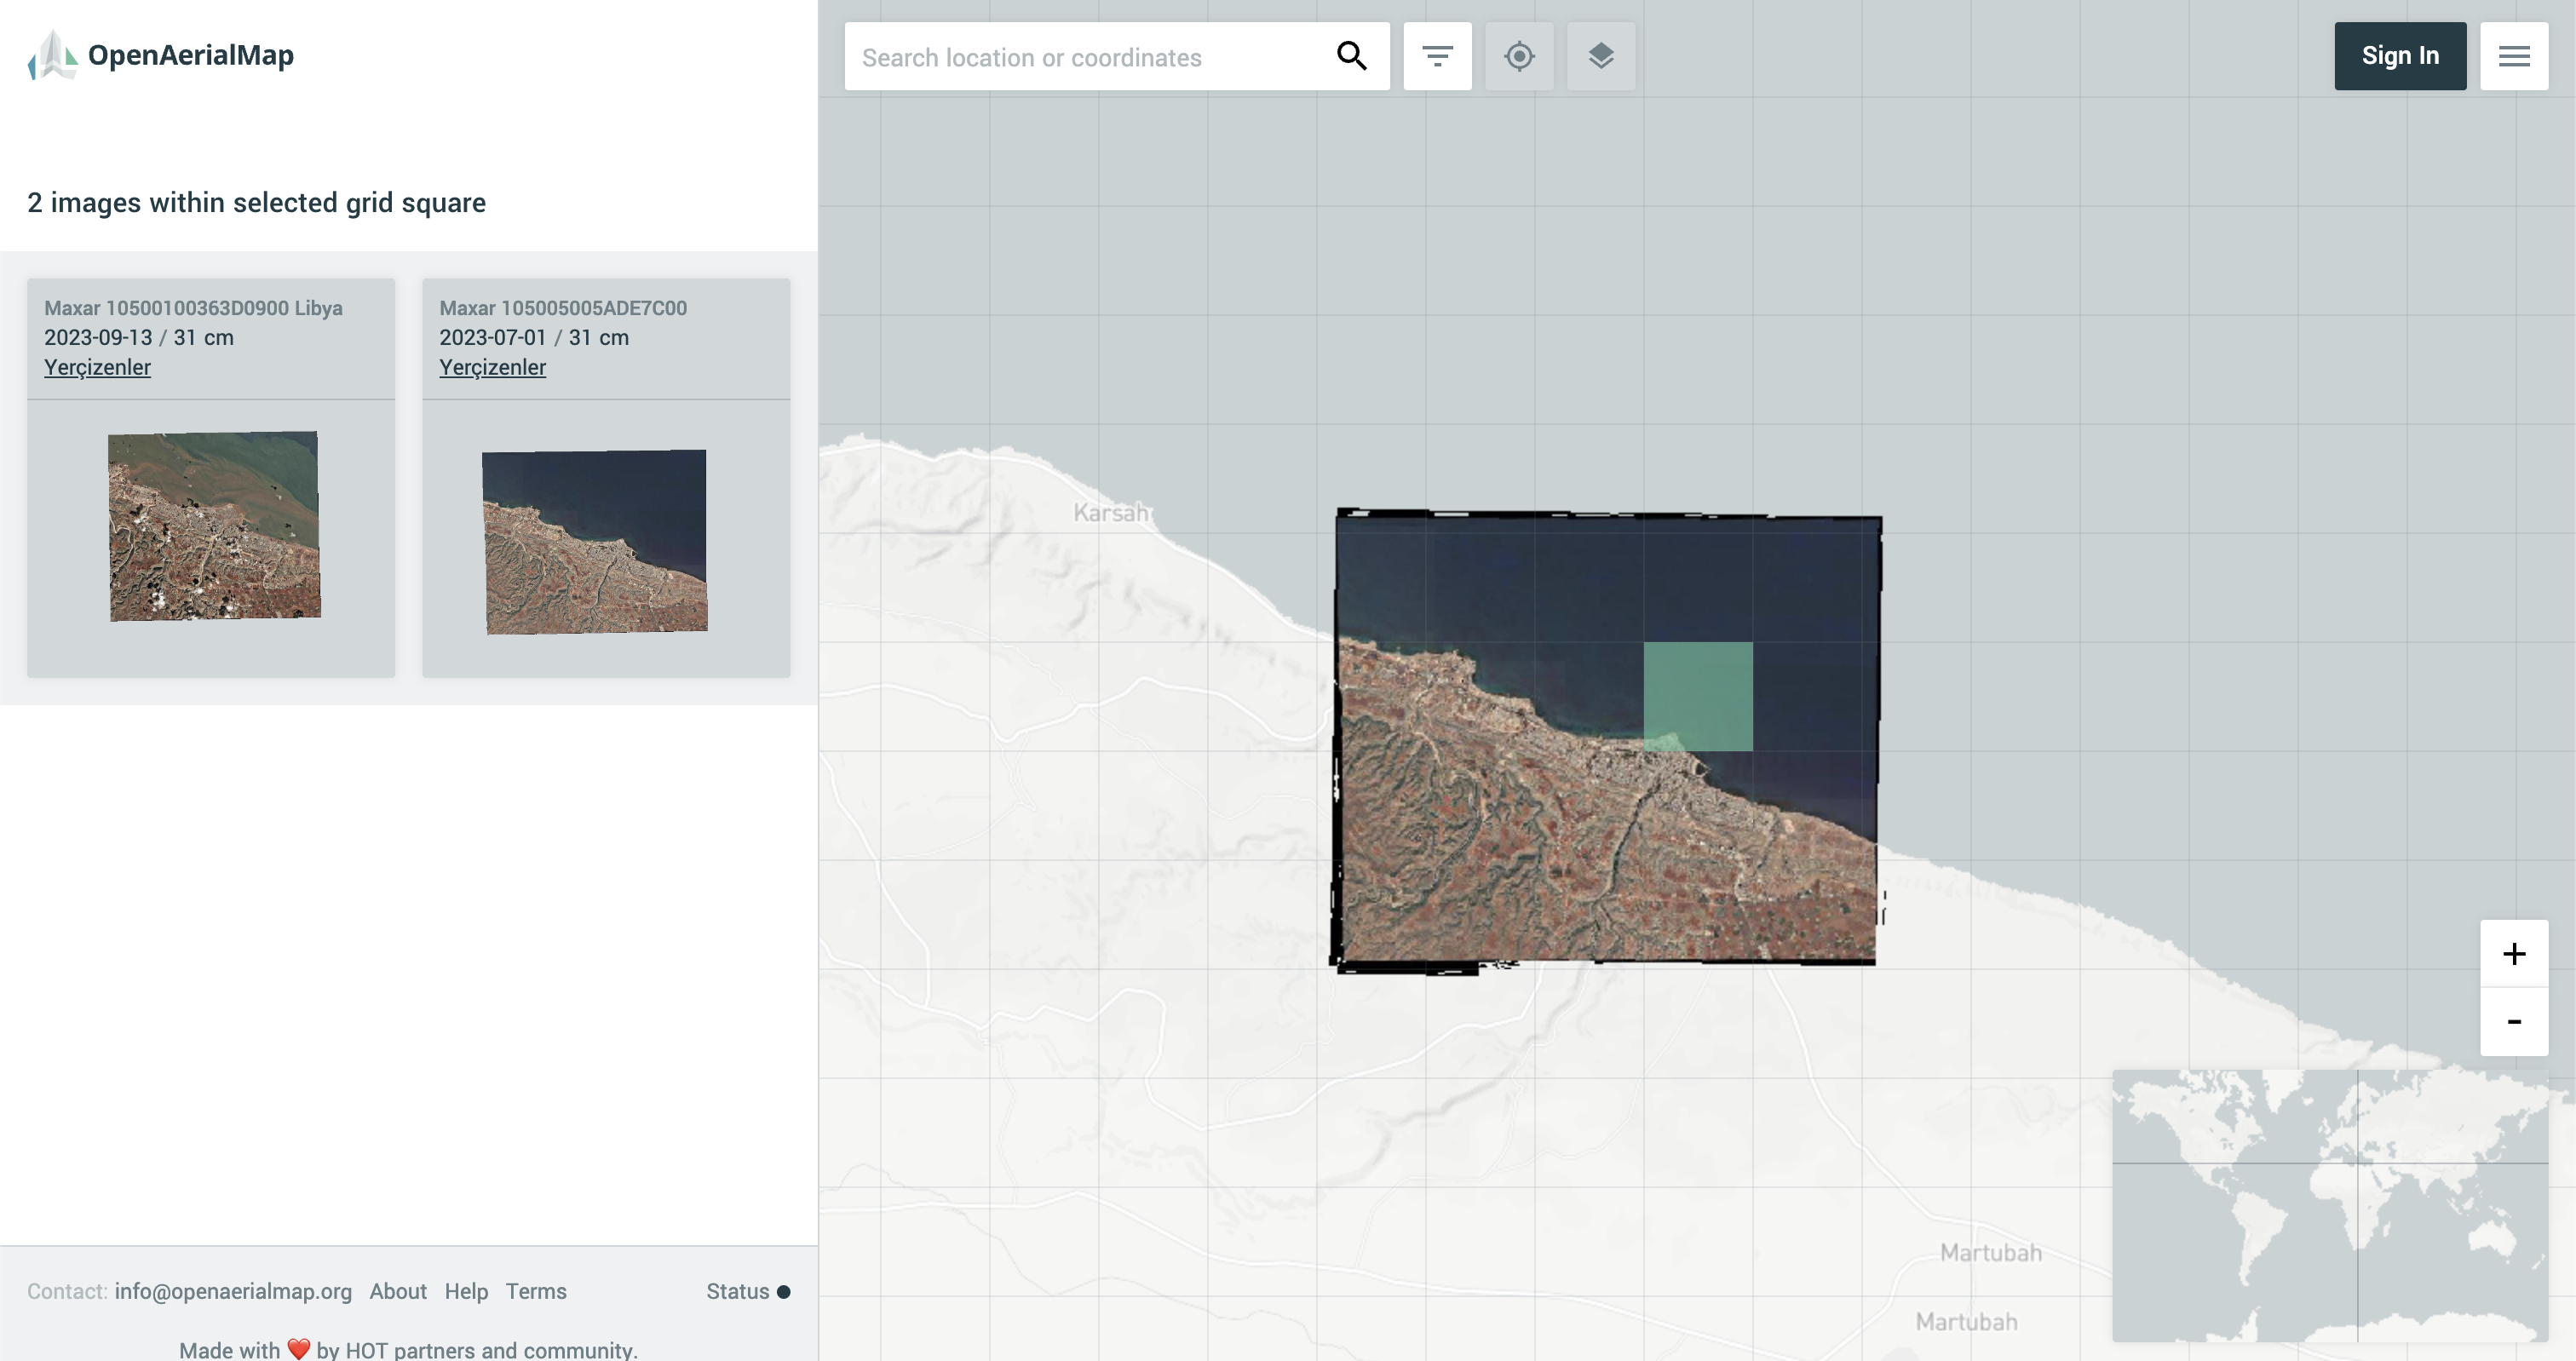 OpenAerialMap
Search location or coordinates
Sign In
2 images within selected grid square
Maxar 10500100363D0900 Libya
2023-09-13 / 31 cm
Yerçizenler
Maxar 105005005ADE7C00
2023-07-01 / 31 cm
Yerçizenler
Karsah
+
-
Martubah
Martubah
Contact: info@openaerialmap.org About Help Terms Status
Made with ❤️ by HOT partners and community.